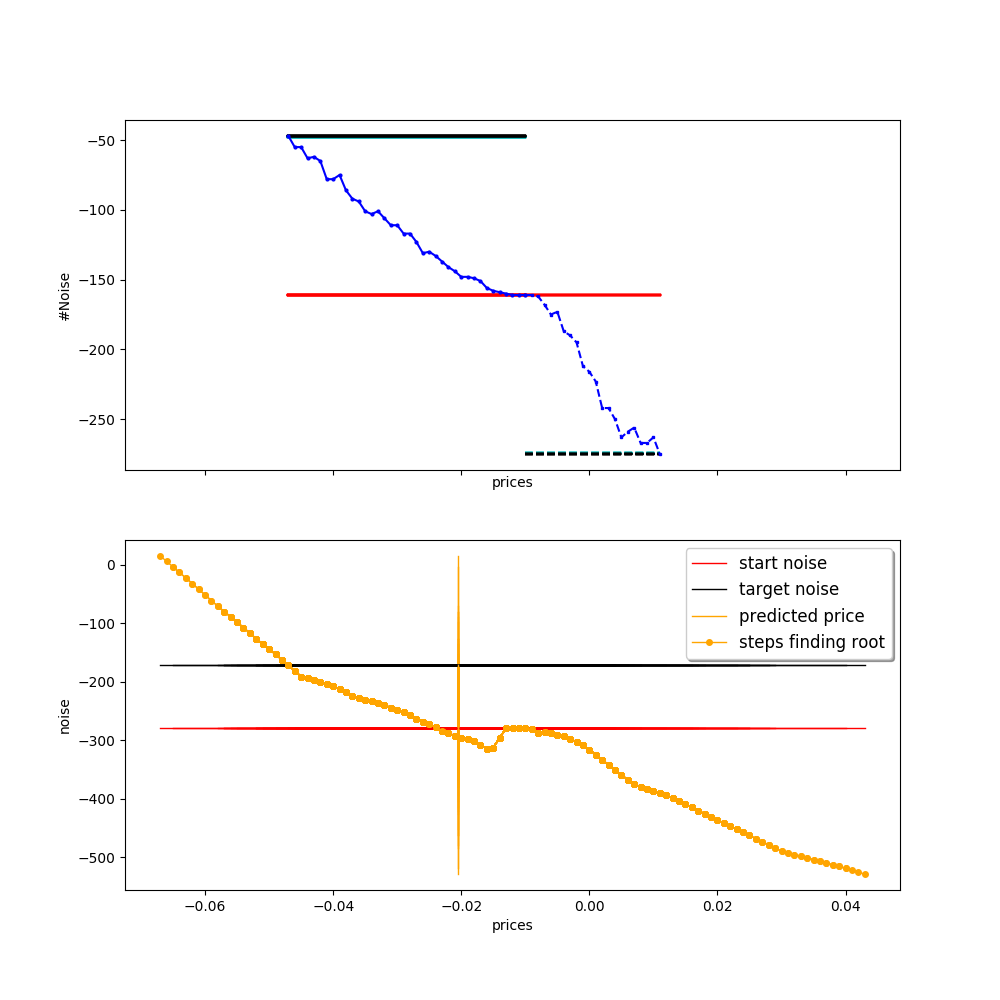 −50
−100
−150
−200
−250
#Noise
prices
0
−100
−200
−300
−400
−500
noise
start noise
target noise
predicted price
steps finding root
−0.06 −0.04 −0.02 0.00 0.02 0.04
prices